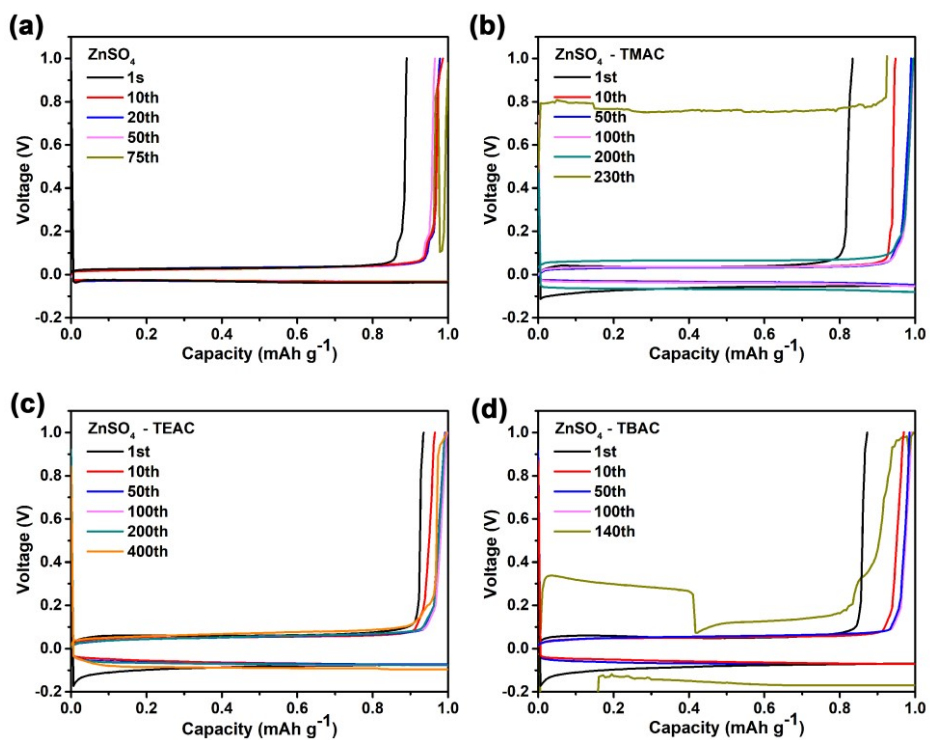 (a)
ZnSO₄
1s
10th
20th
50th
75th
Voltage (V)
1.0
0.8
0.6
0.4
0.2
0.0
-0.2
0.0 0.2 0.4 0.6 0.8 1.0
Capacity (mAh g⁻¹)
(b)
ZnSO₄ - TMAC
1st
10th
50th
100th
200th
230th
Voltage (V)
1.0
0.8
0.6
0.4
0.2
0.0
-0.2
0.0 0.2 0.4 0.6 0.8 1.0
Capacity (mAh g⁻¹)
(c)
ZnSO₄ - TEAC
1st
10th
50th
100th
200th
400th
Voltage (V)
1.0
0.8
0.6
0.4
0.2
0.0
-0.2
0.0 0.2 0.4 0.6 0.8 1.0
Capacity (mAh g⁻¹)
(d)
ZnSO₄ - TBAC
1st
10th
50th
100th
140th
Voltage (V)
1.0
0.8
0.6
0.4
0.2
0.0
-0.2
0.0 0.2 0.4 0.6 0.8 1.0
Capacity (mAh g⁻¹)